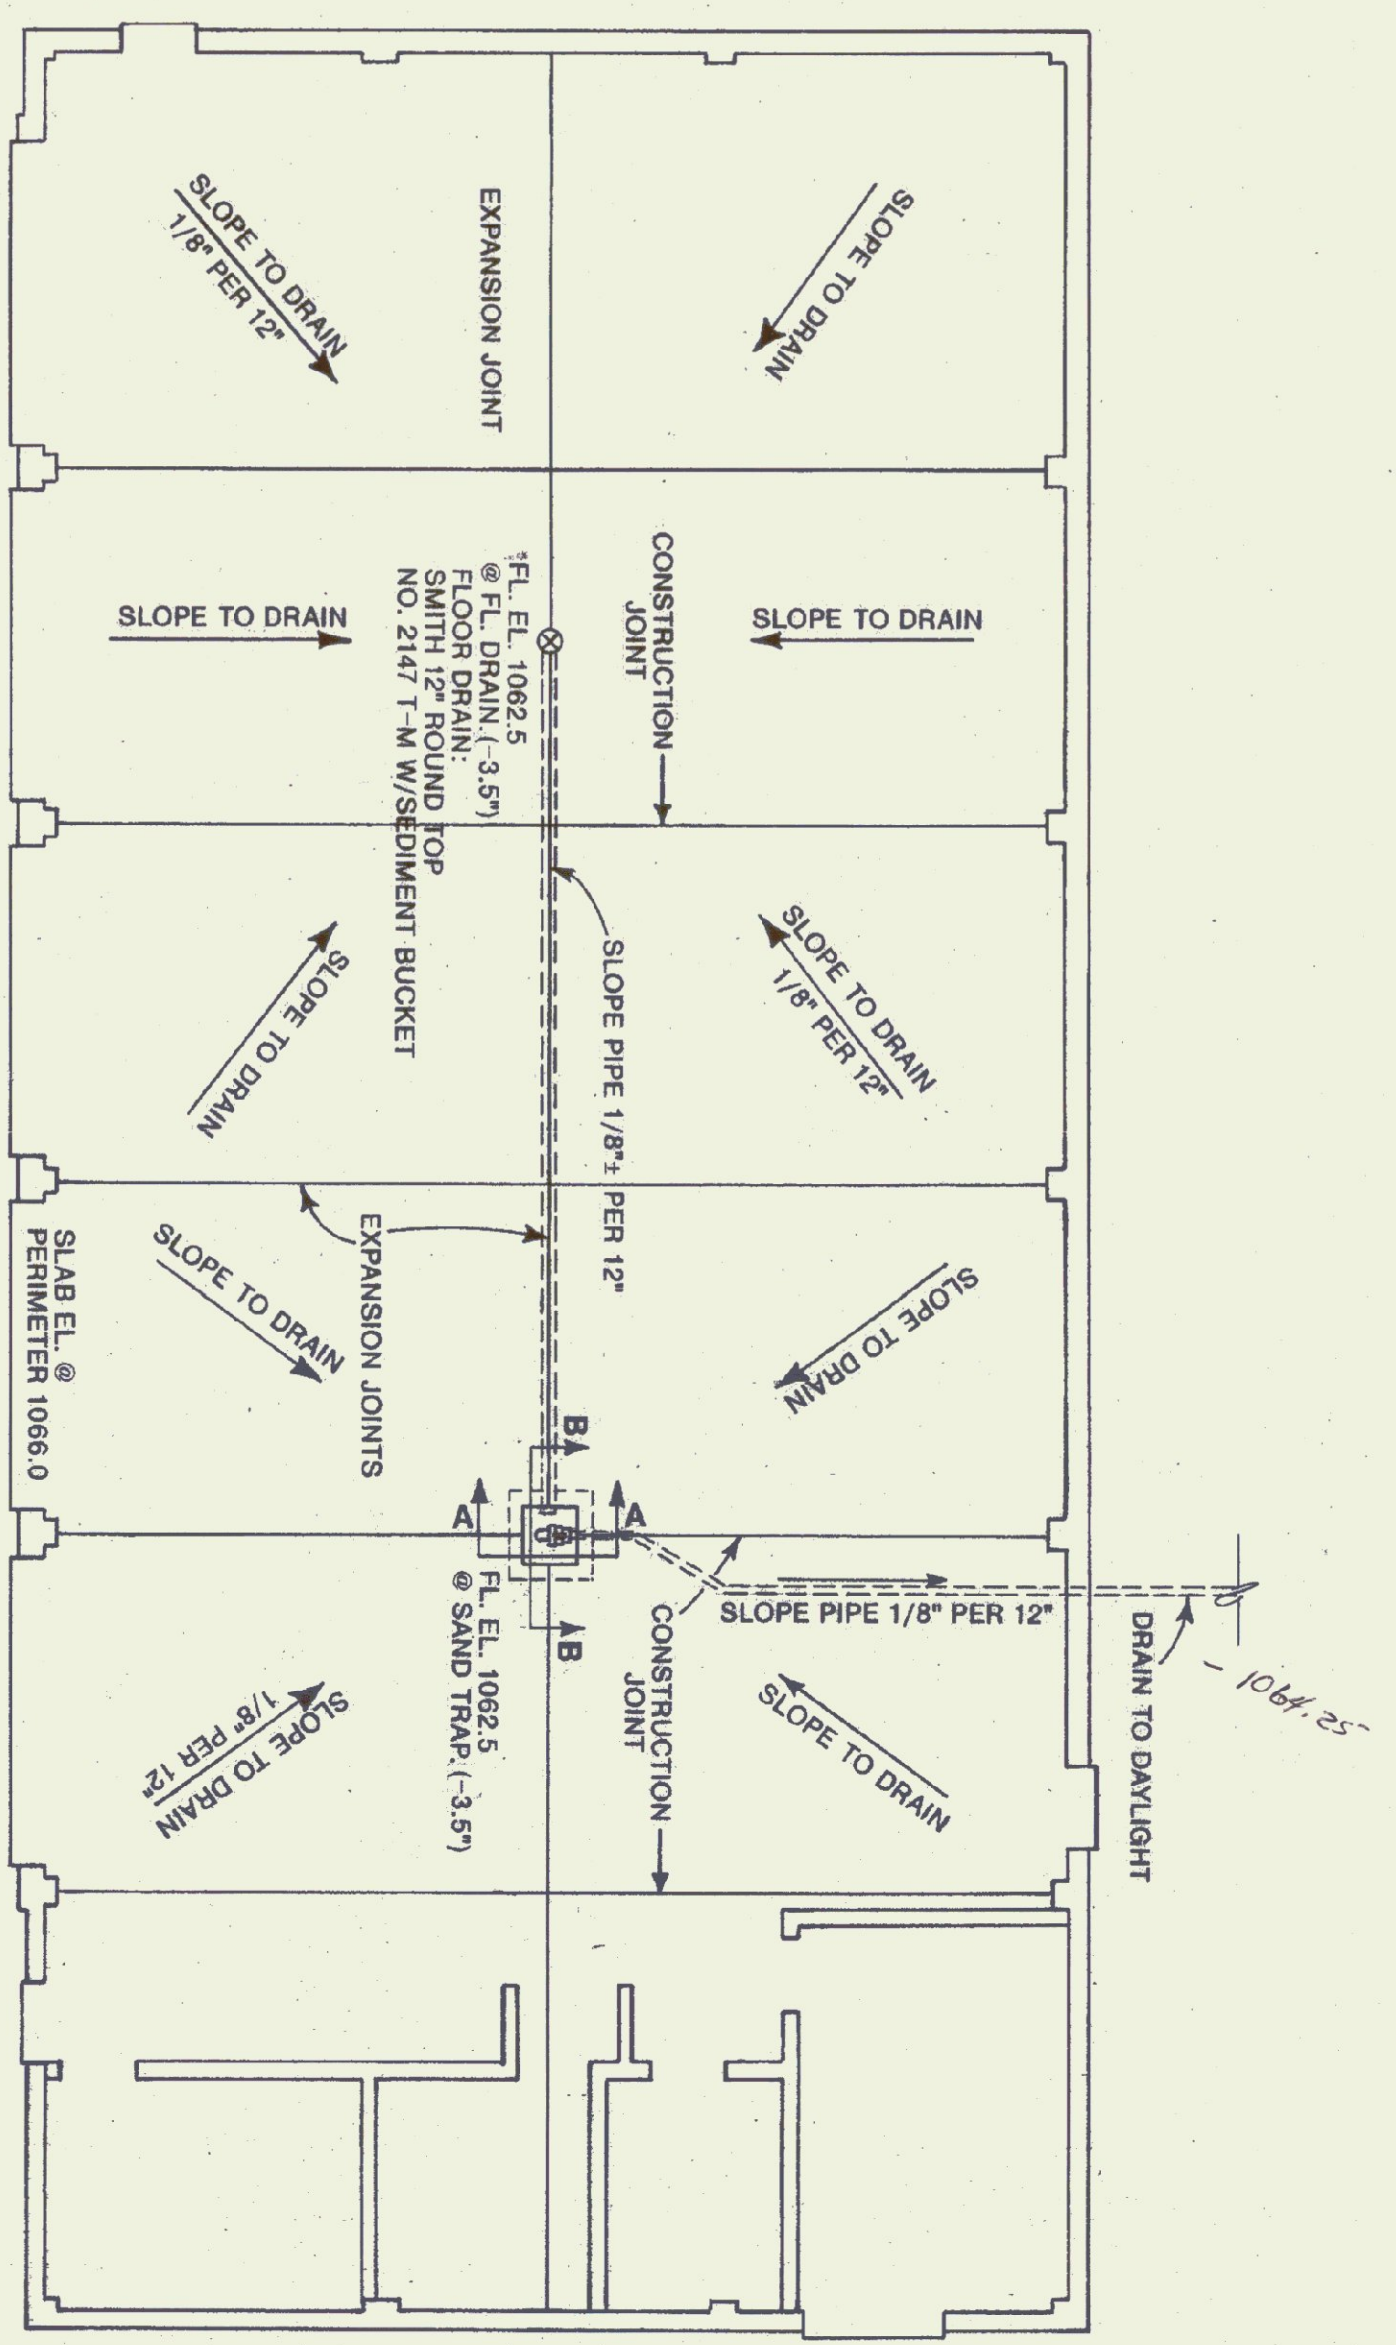 SLOPE TO DRAIN
1/8" PER 12"
EXPANSION JOINT
SLOPE TO DRAIN
SLOPE TO DRAIN
*FL. EL. 1062.5
@ FL. DRAIN (-3.5")
FLOOR DRAIN:
SMITH 12" ROUND TOP
NO. 2147 T-M W/SEDIMENT BUCKET
CONSTRUCTION
JOINT
SLOPE TO DRAIN
SLOPE TO DRAIN
SLOPE PIPE 1/8"± PER 12"
SLOPE TO DRAIN
1/8" PER 12"
SLAB EL. @
PERIMETER 1066.0
SLOPE TO DRAIN
EXPANSION JOINTS
SLOPE TO DRAIN
B
A
A
B
SLOPE PIPE 1/8" PER 12"
DRAIN TO DAYLIGHT
- 1064.25
FL. EL. 1062.5
@ SAND TRAP (-3.5")
CONSTRUCTION
JOINT
SLOPE TO DRAIN
1/8" PER 12"
SLOPE TO DRAIN